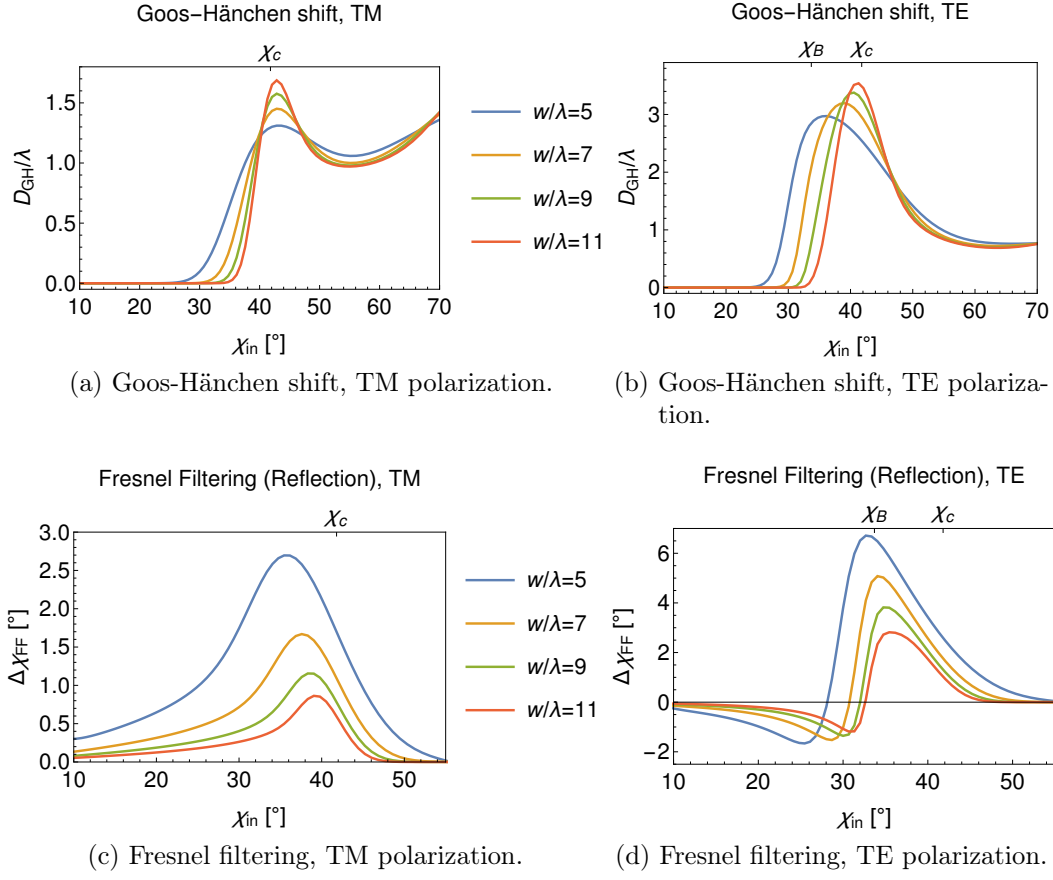 Goos–Hänchen shift, TM
χc
D_GH/λ
1.5
1.0
0.5
0.0
10 20 30 40 50 60 70
χin [°]
(a) Goos-Hänchen shift, TM polarization.
w/λ=5
w/λ=7
w/λ=9
w/λ=11
Goos–Hänchen shift, TE
χB χc
D_GH/λ
3
2
1
0
10 20 30 40 50 60 70
χin [°]
(b) Goos-Hänchen shift, TE polariza-
tion.
Fresnel Filtering (Reflection), TM
χc
ΔχFF [°]
3.0
2.5
2.0
1.5
1.0
0.5
0.0
10 20 30 40 50
χin [°]
(c) Fresnel filtering, TM polarization.
w/λ=5
w/λ=7
w/λ=9
w/λ=11
Fresnel Filtering (Reflection), TE
χB χc
ΔχFF [°]
6
4
2
0
−2
10 20 30 40 50
χin [°]
(d) Fresnel filtering, TE polarization.